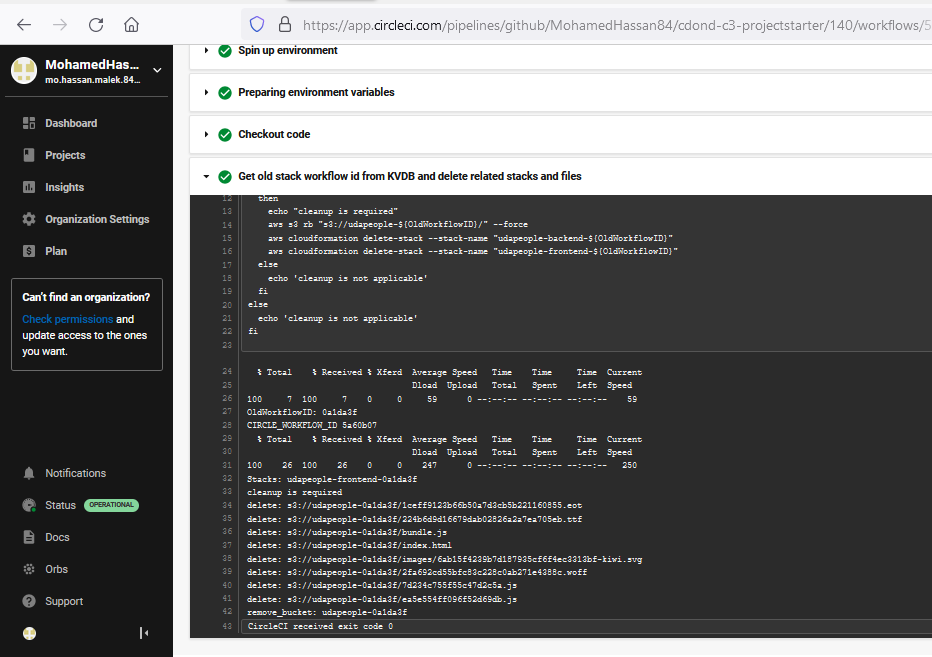 https://app.circleci.com/pipelines/github/MohamedHassan84/cdond-c3-projectstarter/140/workflows/5
MohamedHas...
mo.hassan.malek.84...
Dashboard
Projects
Insights
Organization Settings
Plan
Can't find an organization?
Check permissions and
update access to the ones
you want.
Notifications
Status OPERATIONAL
Docs
Orbs
Support
Spin up environment
Preparing environment variables
Checkout code
Get old stack workflow id from KVDB and delete related stacks and files
12 then
13 echo "cleanup is required"
14 aws s3 rb "s3://udapeople-${OldWorkflowID}/" --force
15 aws cloudformation delete-stack --stack-name "udapeople-backend-${OldWorkflowID}"
16 aws cloudformation delete-stack --stack-name "udapeople-frontend-${OldWorkflowID}"
17 else
18 echo 'cleanup is not applicable'
19 fi
20 else
21 echo 'cleanup is not applicable'
22 fi
23
24 % Total % Received % Xferd Average Speed Time Time Time Current
25 Dload Upload Total Spent Left Speed
26 100 7 100 7 0 0 59 0 --:--:-- --:--:-- --:--:-- 59
27 OldWorkflowID: 0a1da3f
28 CIRCLE_WORKFLOW_ID 5a60b07
29 % Total % Received % Xferd Average Speed Time Time Time Current
30 Dload Upload Total Spent Left Speed
31 100 26 100 26 0 0 247 0 --:--:-- --:--:-- --:--:-- 250
32 Stacks: udapeople-frontend-0a1da3f
33 cleanup is required
34 delete: s3://udapeople-0a1da3f/1ceff9123b66b50a7d3cb5b221160855.eot
35 delete: s3://udapeople-0a1da3f/224b6d9d16679dab02826a2a7ea705eb.ttf
36 delete: s3://udapeople-0a1da3f/bundle.js
37 delete: s3://udapeople-0a1da3f/index.html
38 delete: s3://udapeople-0a1da3f/images/6ab15f4239b7d187935cf6f4ec3313bf-kiwi.svg
39 delete: s3://udapeople-0a1da3f/2fa692cd55bfc83c228c0ab271e4388c.woff
40 delete: s3://udapeople-0a1da3f/7d234c755f55c47d2c5a.js
41 delete: s3://udapeople-0a1da3f/ea5e554ff096f52d69db.js
42 remove_bucket: udapeople-0a1da3f
43 CircleCI received exit code 0